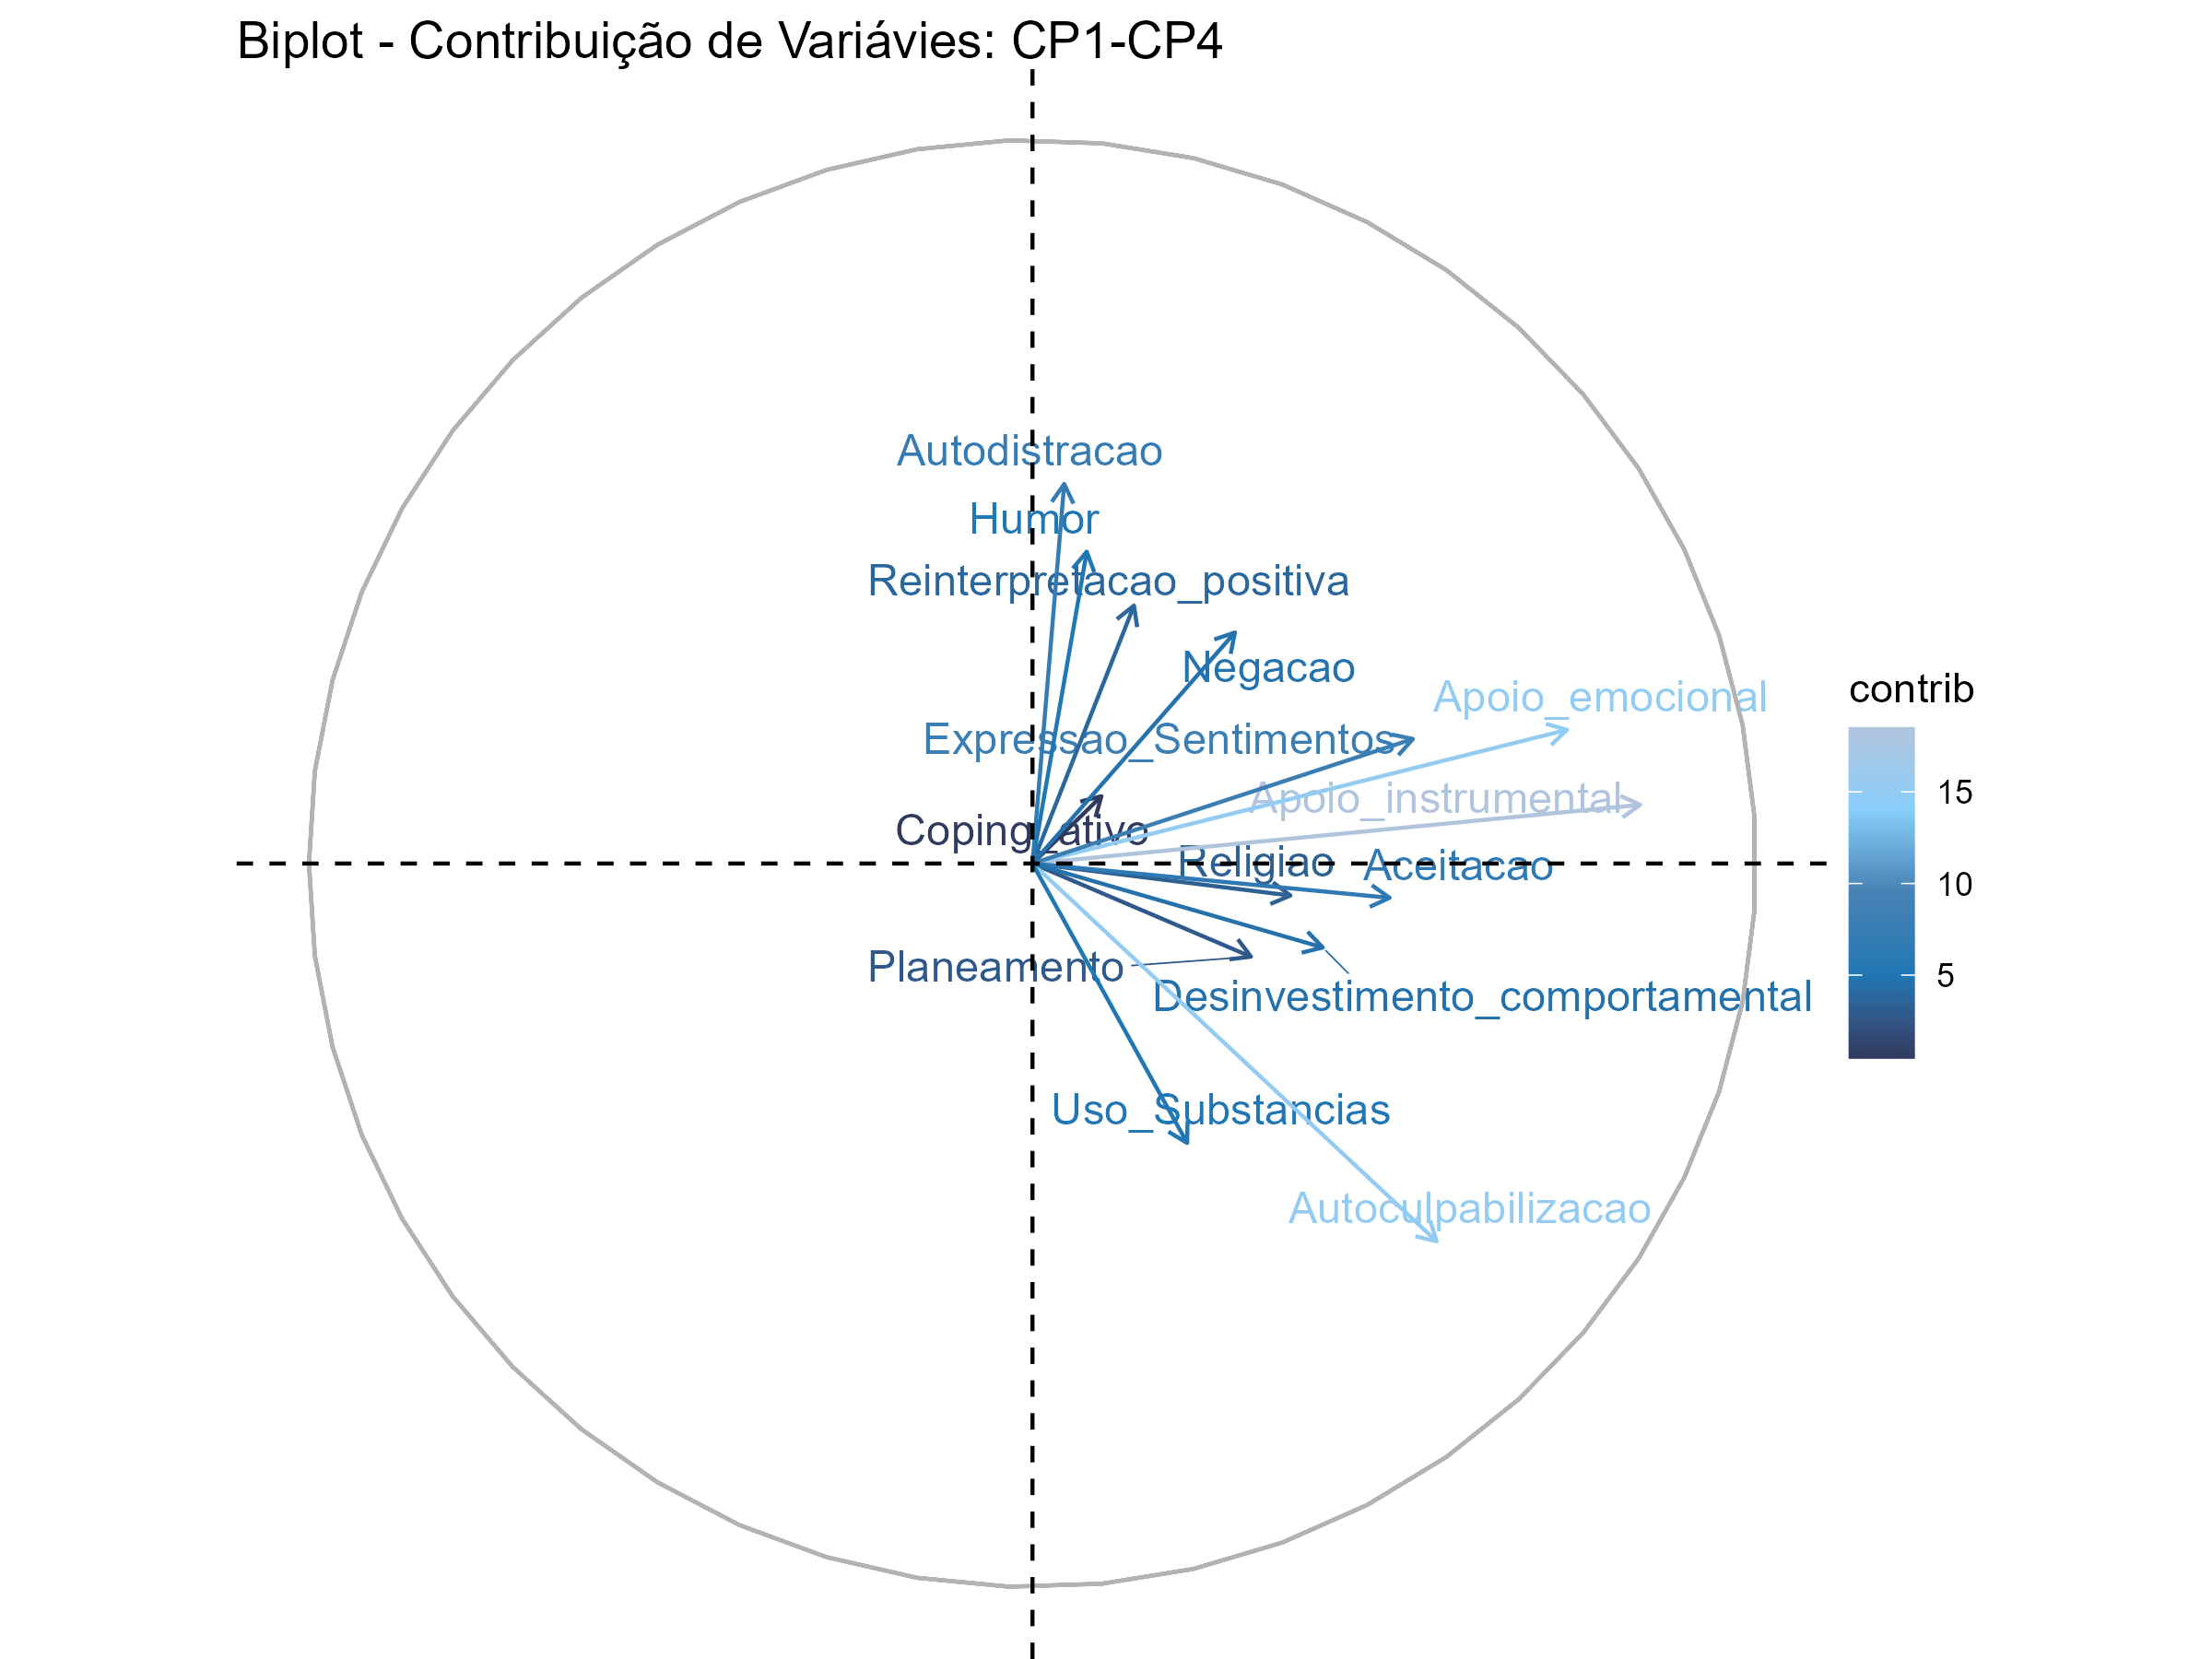 Biplot - Contribuição de Variávies: CP1-CP4
Autodistracao
Humor
Reinterpretacao_positiva
Negacao
Apoio_emocional
Expressao_Sentimentos
Apoio_instrumental
Coping_ativo
Religiao
Aceitacao
Planeamento
Desinvestimento_comportamental
Uso_Substancias
Autoculpabilizacao
contrib
15
10
5